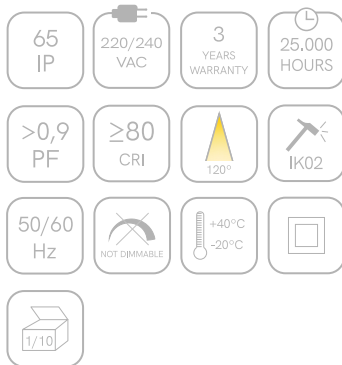 65
IP
220/240
VAC
3
YEARS
WARRANTY
25.000
HOURS
>0,9
PF
≥80
CRI
120°
IK02
50/60
Hz
NOT DIMMABLE
+40°C
-20°C
1/10